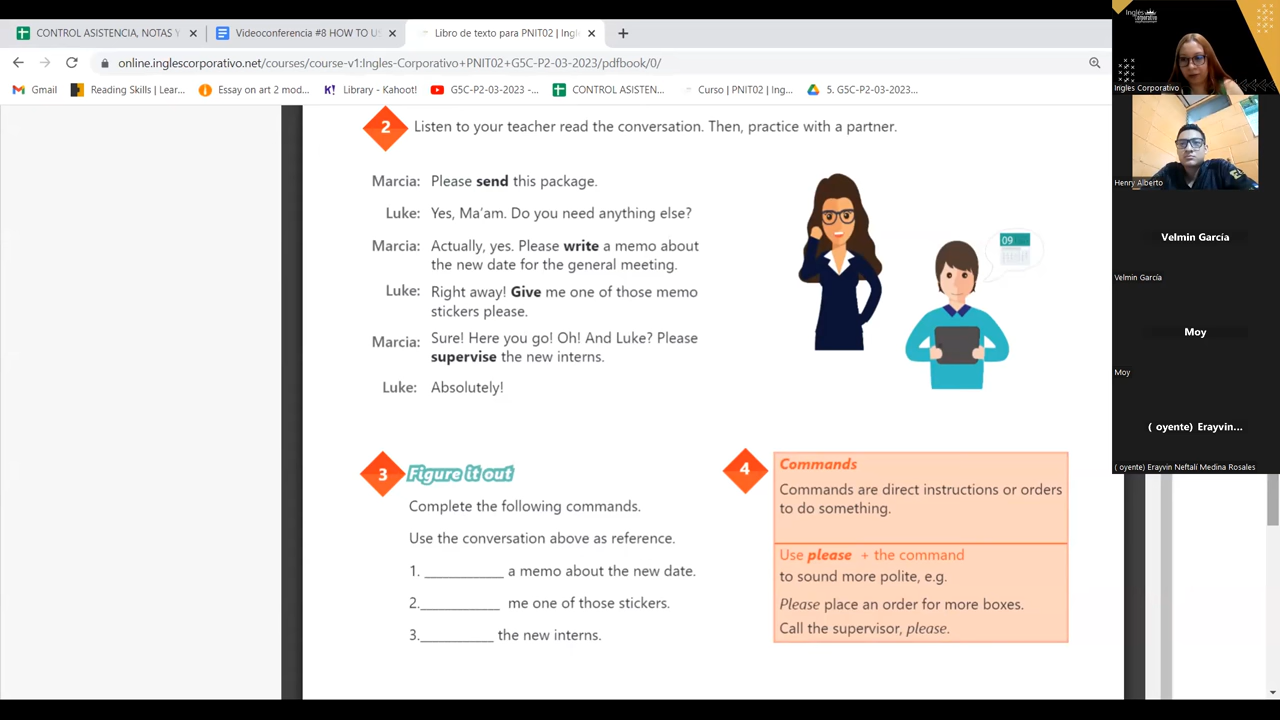 CONTROL ASISTENCIA, NOTAS Y
Videoconferencia #8 HOW TO U
Libro de texto para PNIT02 | Ingl
online.inglescorporativo.net/courses/course-v1:Ingles-Corporativo+PNIT02+G5C-P2-03-2023/pdfbook/0/
Gmail
Reading Skills | Lear...
Essay on art 2 mod...
Library - Kahoot!
G5C-P2-03-2023 -...
CONTROL ASISTEN...
Curso | PNIT02 | Ing...
5. G5C-P2-03-2023...
2 Listen to your teacher read the conversation. Then, practice with a partner.
Marcia: Please send this package.
Luke: Yes, Ma'am. Do you need anything else?
Marcia: Actually, yes. Please write a memo about
the new date for the general meeting.
Luke: Right away! Give me one of those memo
stickers please.
Marcia: Sure! Here you go! Oh! And Luke? Please
supervise the new interns.
Luke: Absolutely!
09
3 Figure it out
Complete the following commands.
Use the conversation above as reference.
1. __________ a memo about the new date.
2.__________ me one of those stickers.
3._________ the new interns.
4 Commands
Commands are direct instructions or orders
to do something.
Use please + the command
to sound more polite, e.g.
Please place an order for more boxes.
Call the supervisor, please.
Inglés
Corporativo
Ingles Corporativo
Henry Alberto
Velmin García
Velmin García
Moy
Moy
( oyente) Erayvin...
( oyente) Erayvin Neftalí Medina Rosales